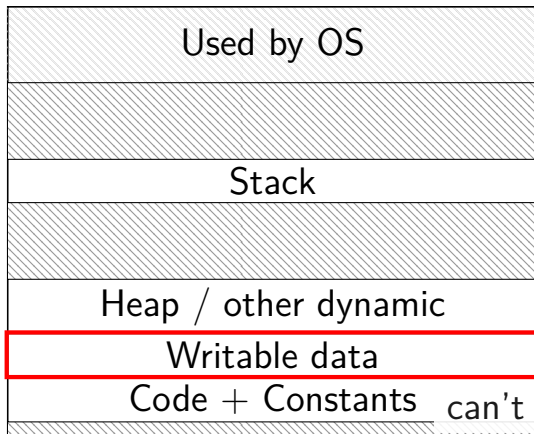 Used by OS
Stack
Heap / other dynamic
Writable data
Code + Constants
can't